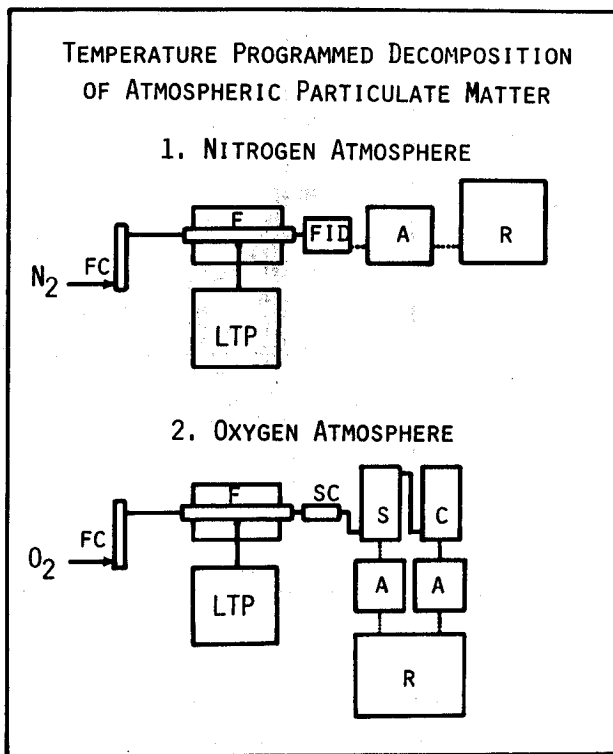 TEMPERATURE PROGRAMMED DECOMPOSITION
OF ATMOSPHERIC PARTICULATE MATTER
1. NITROGEN ATMOSPHERE
F
FID
A
R
FC
N2
LTP
2. OXYGEN ATMOSPHERE
F
SC
S
C
FC
O2
LTP
A
A
R